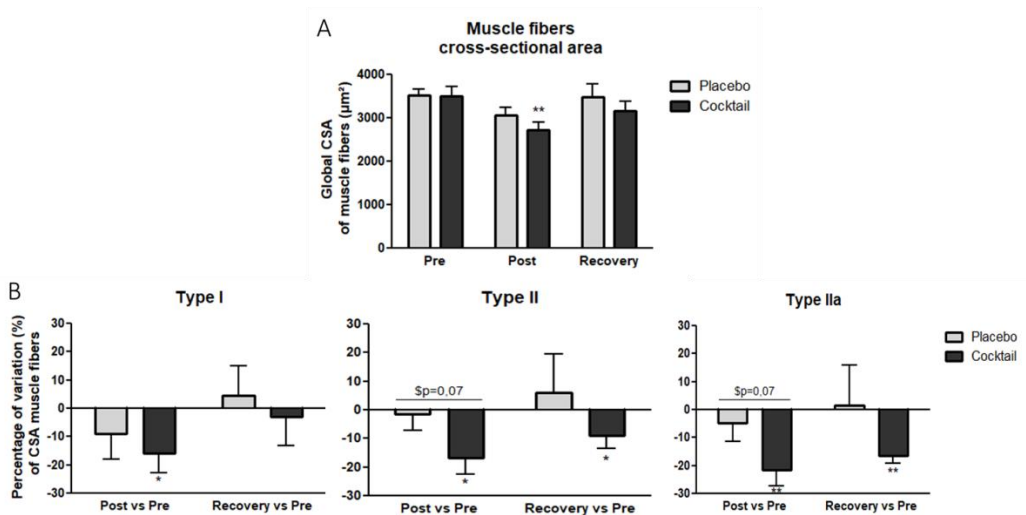 A
Muscle fibers
cross-sectional area
Global CSA
of muscle fibers (µm²)
4000
3000
2000
1000
0
**
Placebo
Cocktail
Pre
Post
Recovery
B
Type I
Percentage of variation (%)
of CSA muscle fibers
30
20
10
0
-10
-20
-30
*
Post vs Pre
Recovery vs Pre
Type II
30
20
10
0
-10
-20
-30
$p=0.07
*
*
Post vs Pre
Recovery vs Pre
Type IIa
30
20
10
0
-10
-20
-30
$p=0.07
**
**
Post vs Pre
Recovery vs Pre
Placebo
Cocktail